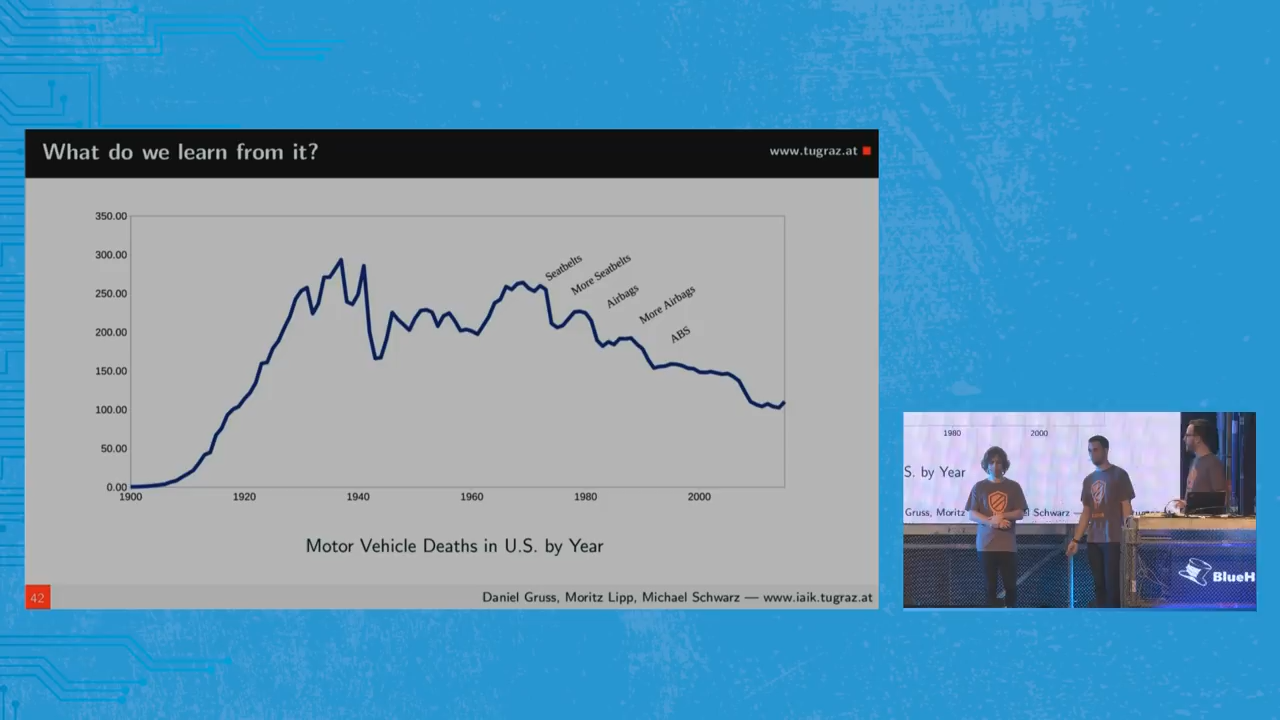 What do we learn from it?
www.tugraz.at
350.00
300.00
250.00
200.00
150.00
100.00
50.00
0.00
Seatbelts
More Seatbelts
Airbags
More Airbags
ABS
1900
1920
1940
1960
1980
2000
Motor Vehicle Deaths in U.S. by Year
42
Daniel Gruss, Moritz Lipp, Michael Schwarz — www.iaik.tugraz.at
1980
2000
S. by Year
Gruss, Moritz
Schwarz —
BlueH